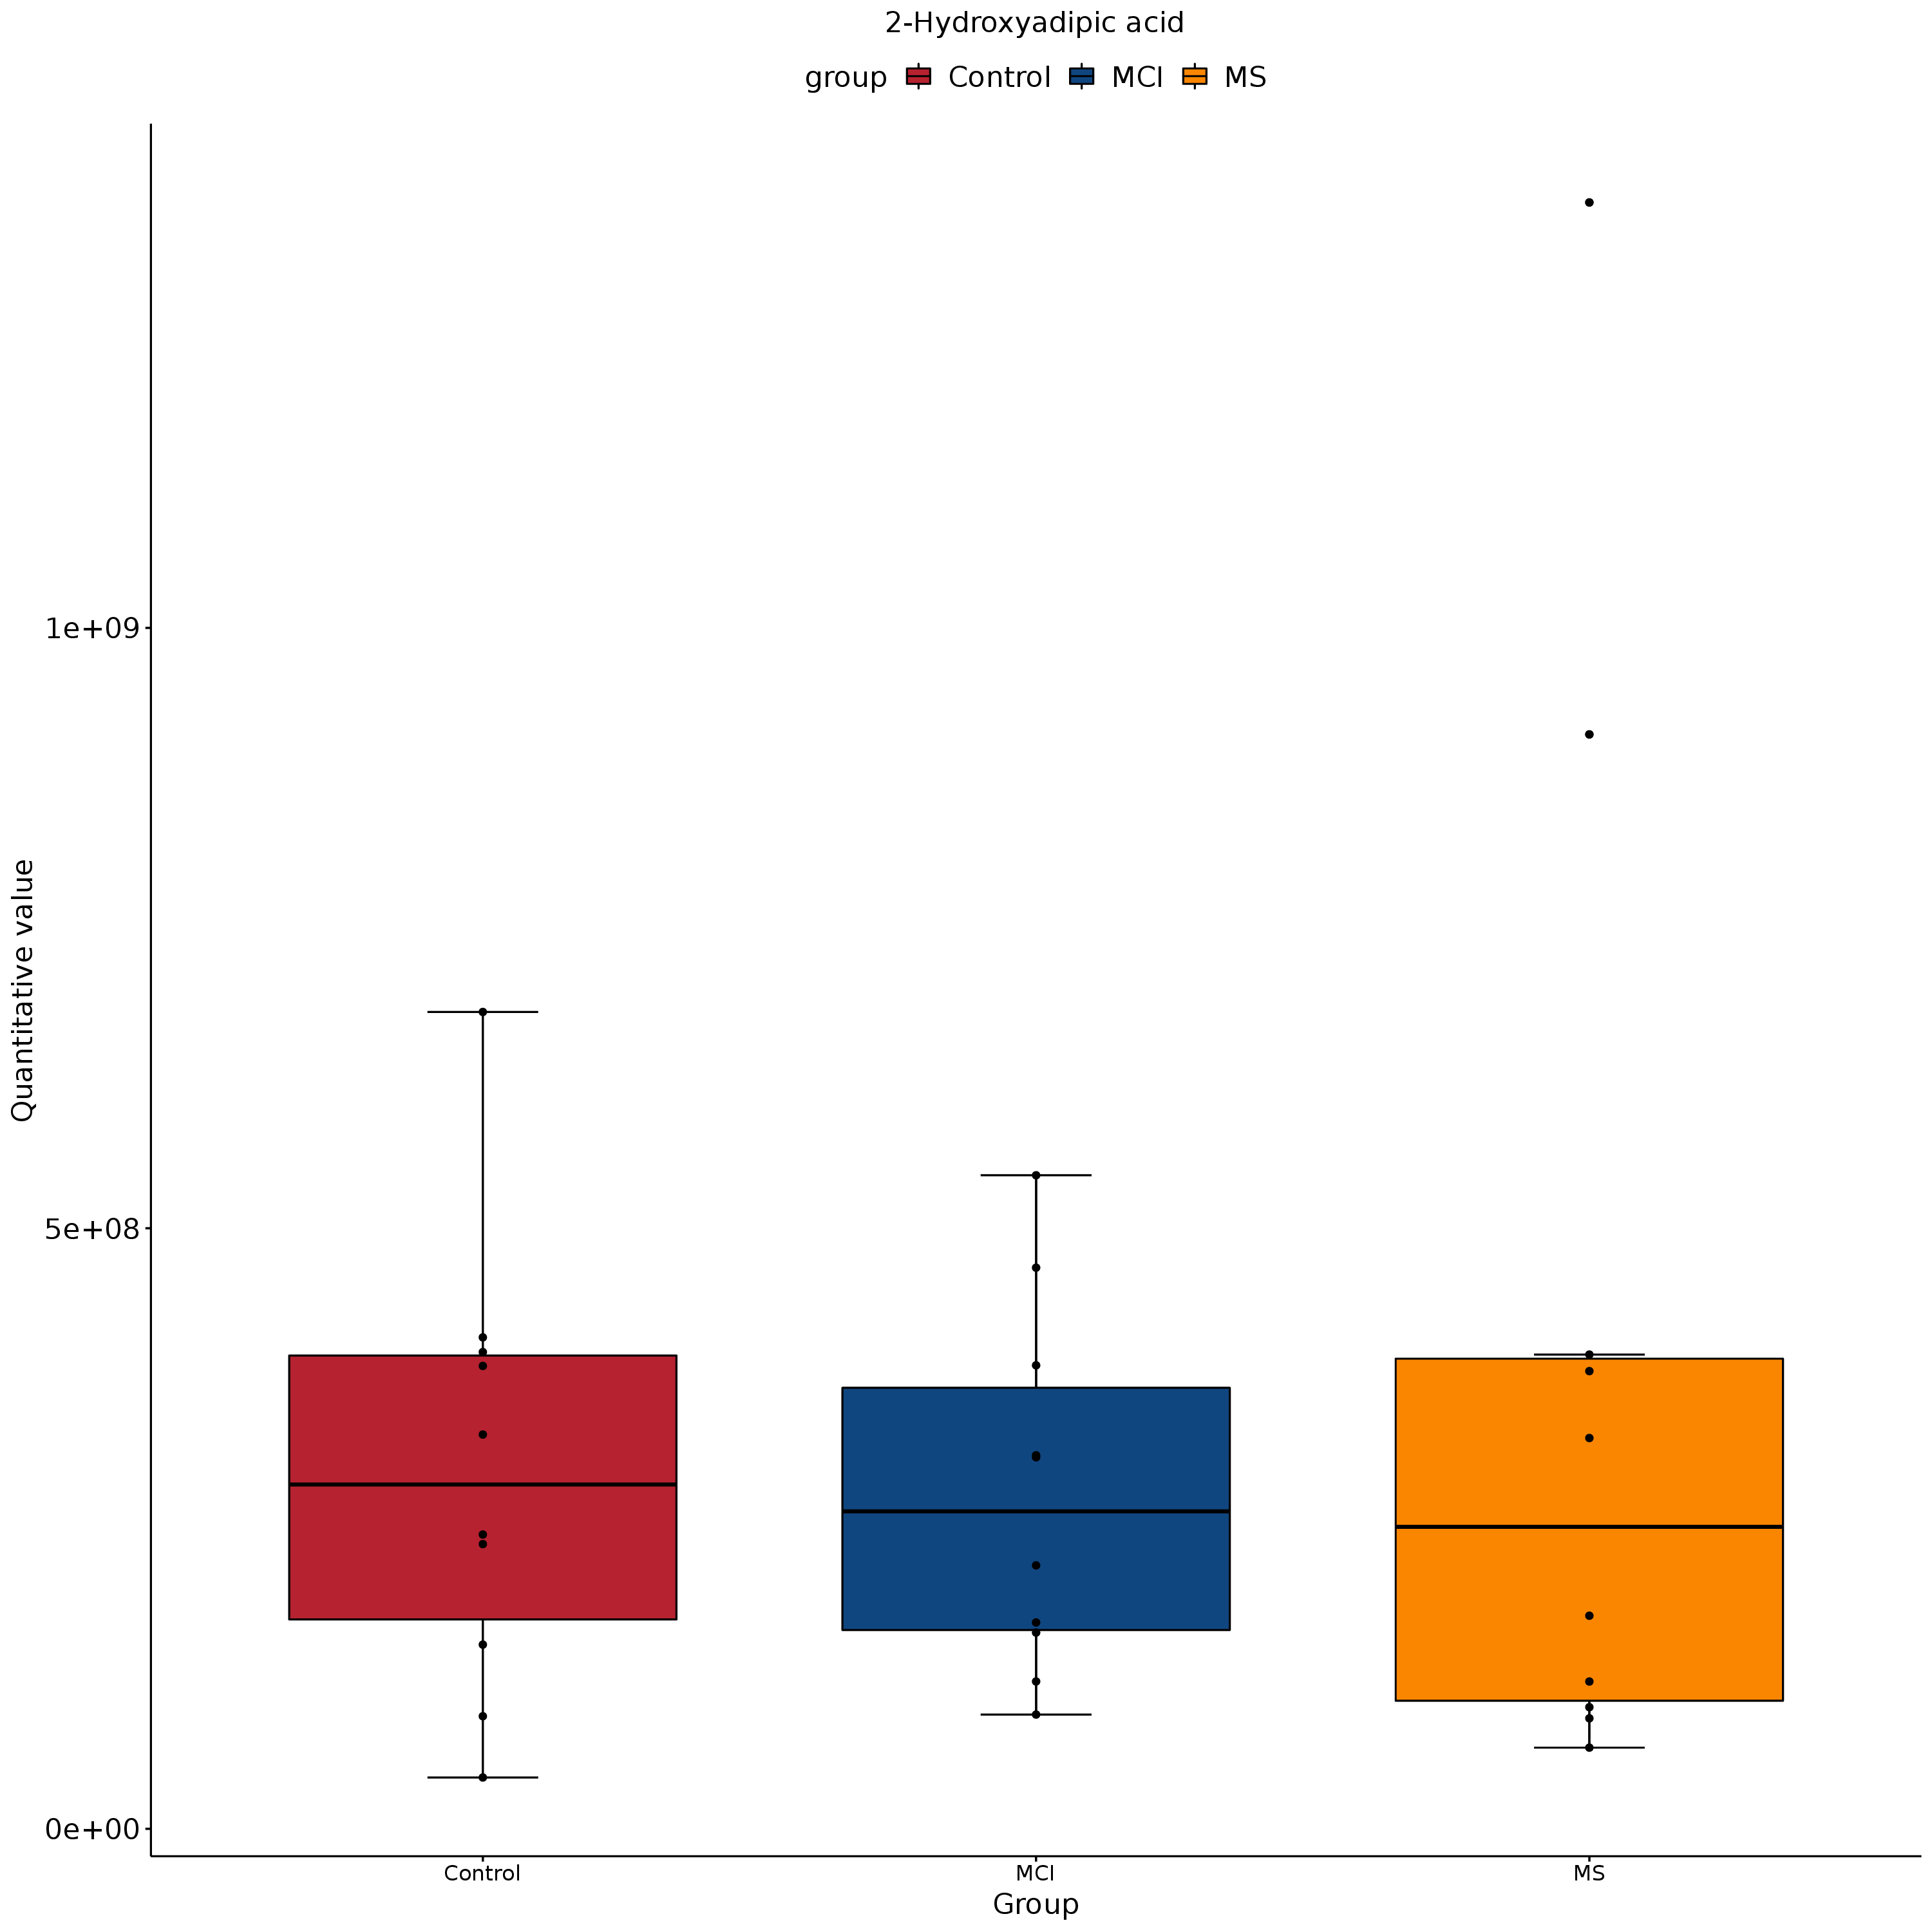 2-Hydroxyadipic acid
group Control MCI MS
Quantitative value
1e+09
5e+08
0e+00
Control MCI MS
Group